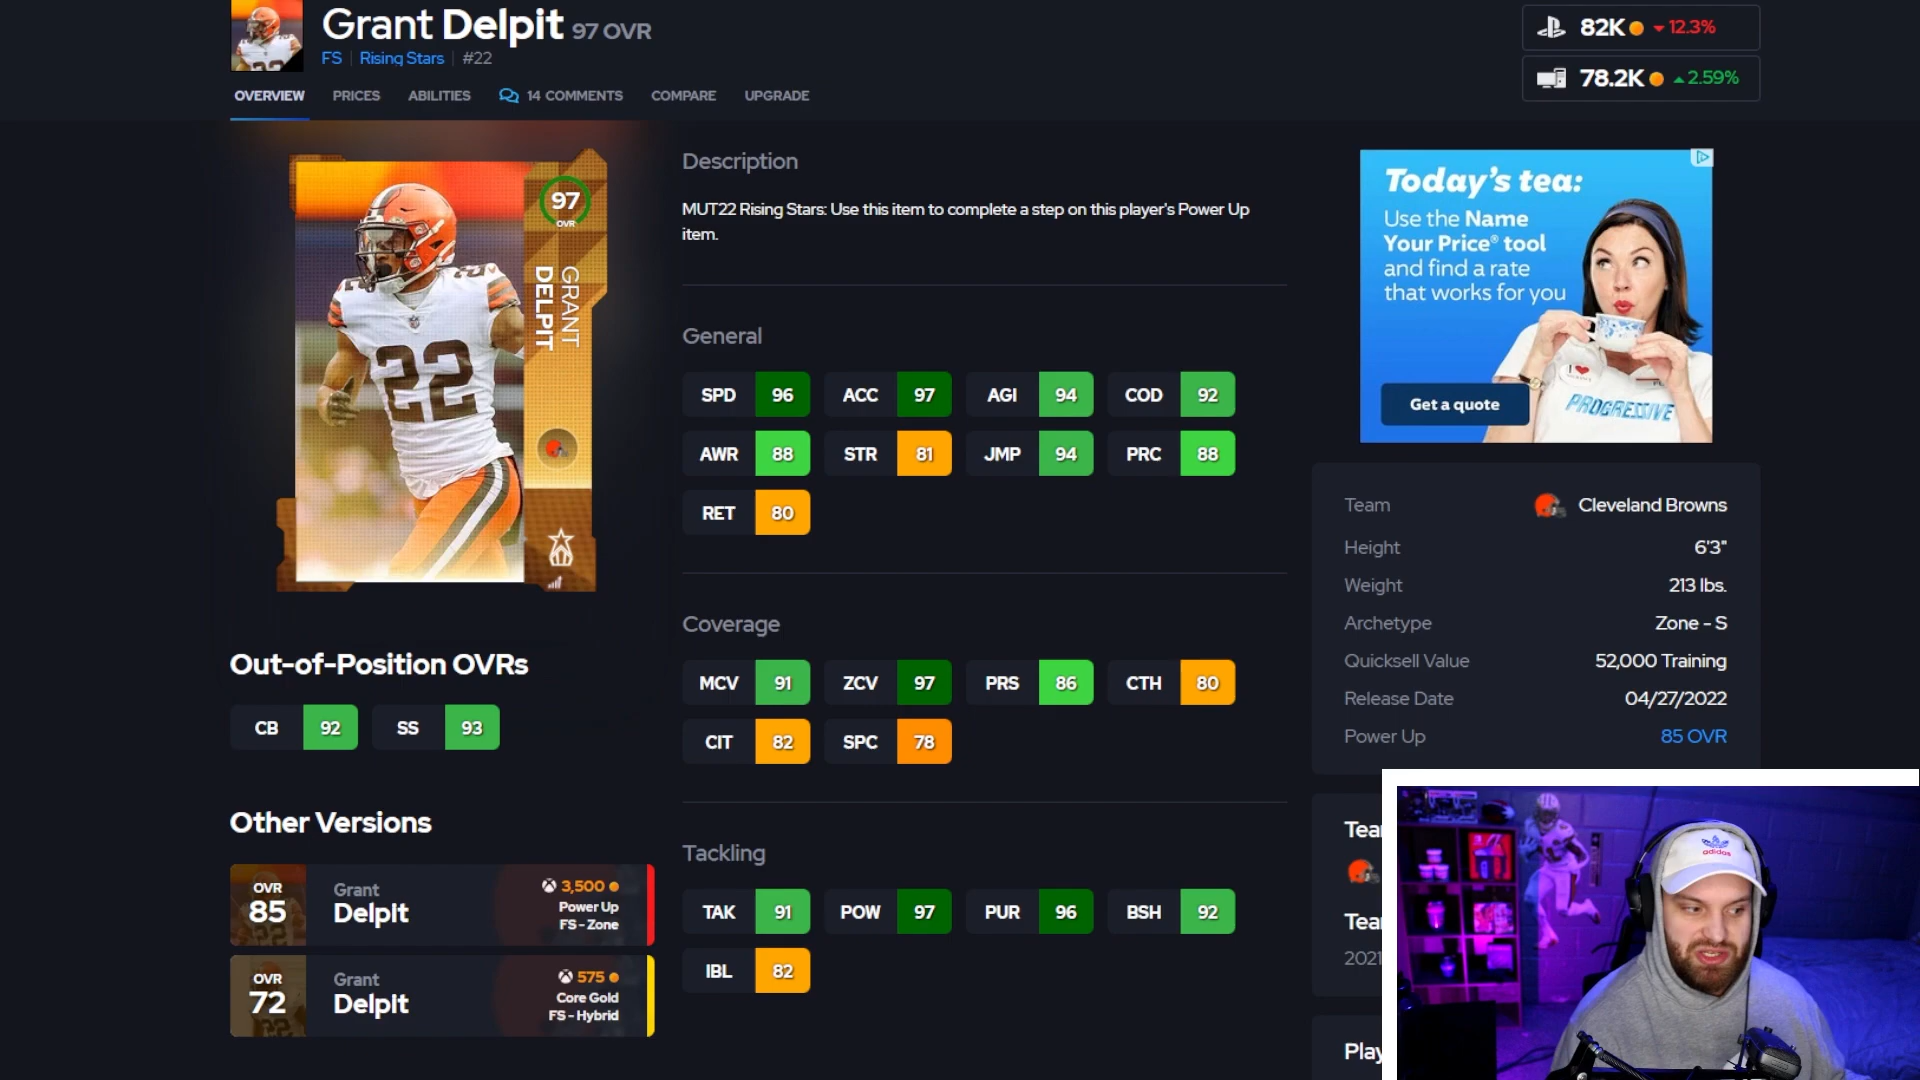 Grant Delpit 97 OVR
FS | Rising Stars | #22
82K 12.3%
78.2K 2.59%
OVERVIEW PRICES ABILITIES 14 COMMENTS COMPARE UPGRADE
97
OVR
GRANT
DELPIT
22
Description
MUT22 Rising Stars: Use this item to complete a step on this player's Power Up
item.
General
SPD 96 ACC 97 AGI 94 COD 92
AWR 88 STR 81 JMP 94 PRC 88
RET 80
Coverage
MCV 91 ZCV 97 PRS 86 CTH 80
CIT 82 SPC 78
Tackling
TAK 91 POW 97 PUR 96 BSH 92
IBL 82
Out-of-Position OVRs
CB 92 SS 93
Other Versions
OVR
85
Grant
Delpit
3,500
Power Up
FS - Zone
OVR
72
Grant
Delpit
575
Core Gold
FS - Hybrid
Today's tea:
Use the Name
Your Price® tool
and find a rate
that works for you
Get a quote
I
PROGRESSIVE
Team Cleveland Browns
Height 6'3"
Weight 213 lbs.
Archetype Zone - S
Quicksell Value 52,000 Training
Release Date 04/27/2022
Power Up 85 OVR
Tea
Tea
2021
Play
adidas